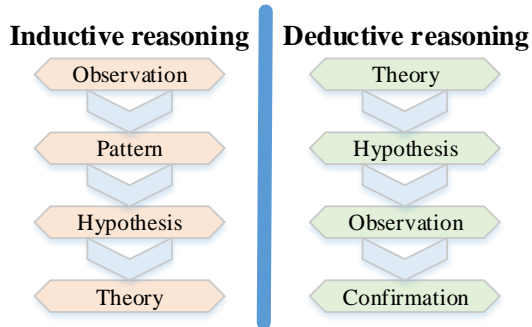 Inductive reasoning
Observation
Pattern
Hypothesis
Theory
Deductive reasoning
Theory
Hypothesis
Observation
Confirmation